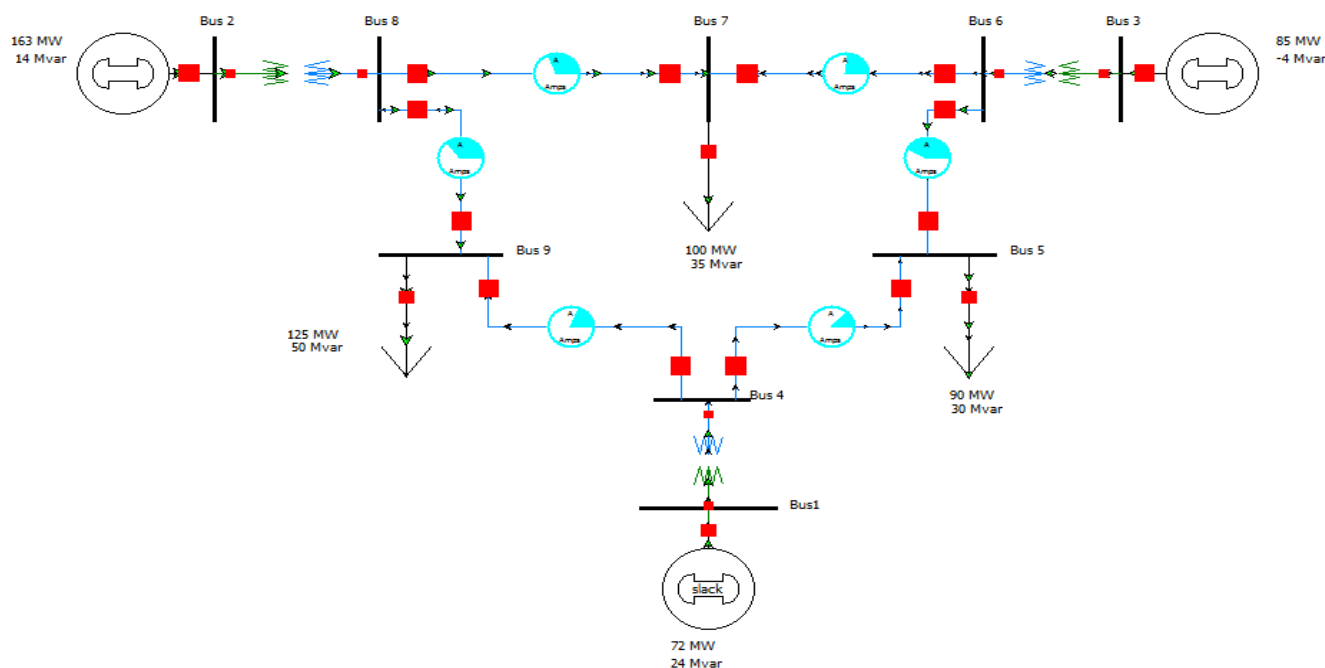 Bus 2
Bus 8
Bus 7
Bus 6
Bus 3
163 MW
14 Mvar
85 MW
-4 Mvar
A
Amps
A
Amps
A
Amps
A
Amps
Bus 9
100 MW
35 Mvar
Bus 5
125 MW
50 Mvar
A
Amps
A
Amps
Bus 4
90 MW
30 Mvar
Bus1
slack
72 MW
24 Mvar